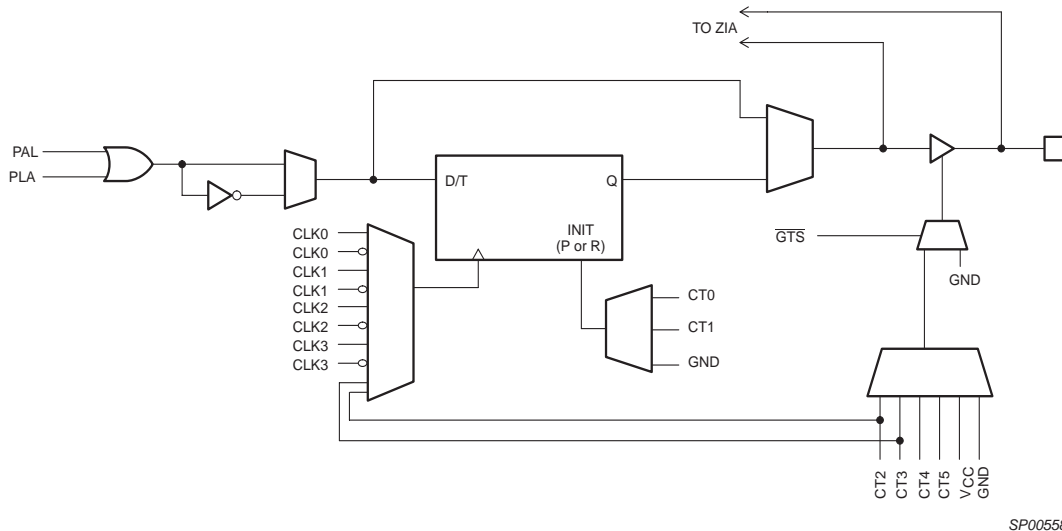 TO ZIA
PAL
PLA
D/T
Q
INIT
(P or R)
CLK0
CLK0
CLK1
CLK1
CLK2
CLK2
CLK3
CLK3
CT0
CT1
GND
GTS
GND
CT2
CT3
CT4
CT5
VCC
GND
SP00558